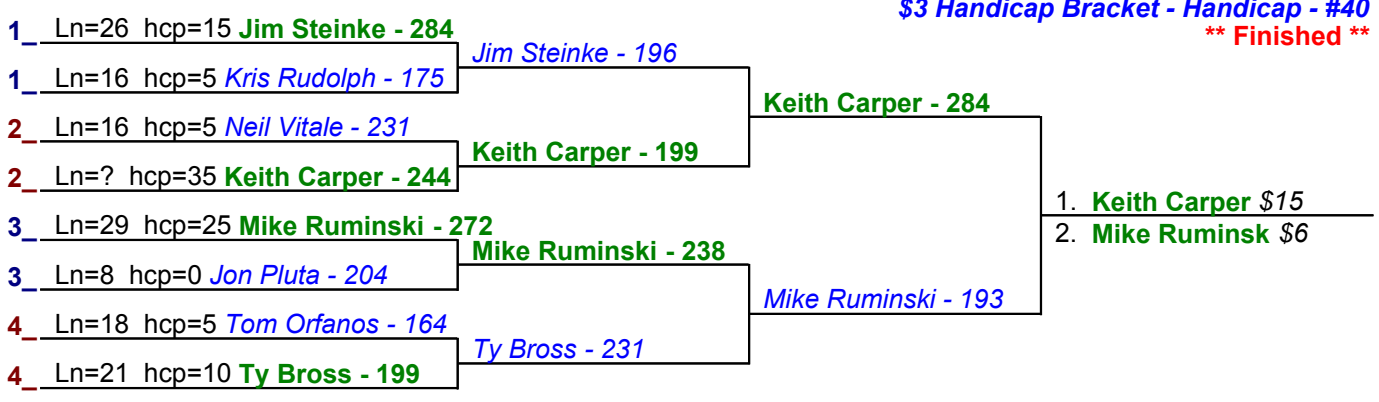 $3 Handicap Bracket - Handicap - #40
** Finished **
1_ Ln=26 hcp=15 Jim Steinke - 284
Jim Steinke - 196
1_ Ln=16 hcp=5 Kris Rudolph - 175
Keith Carper - 284
2_ Ln=16 hcp=5 Neil Vitale - 231
Keith Carper - 199
2_ Ln=? hcp=35 Keith Carper - 244
1. Keith Carper $15
2. Mike Ruminsk $6
3_ Ln=29 hcp=25 Mike Ruminski - 272
Mike Ruminski - 238
3_ Ln=8 hcp=0 Jon Pluta - 204
Mike Ruminski - 193
4_ Ln=18 hcp=5 Tom Orfanos - 164
Ty Bross - 231
4_ Ln=21 hcp=10 Ty Bross - 199